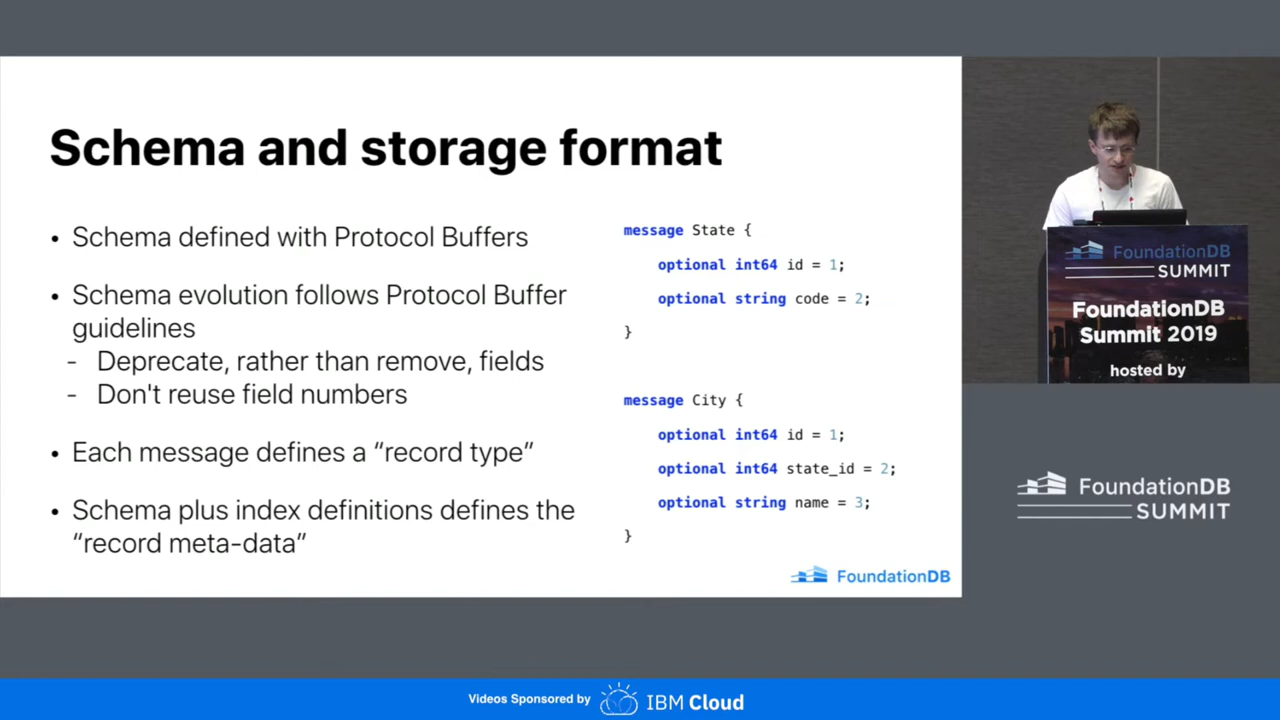 Schema and storage format
• Schema defined with Protocol Buffers
• Schema evolution follows Protocol Buffer
guidelines
- Deprecate, rather than remove, fields
- Don't reuse field numbers
• Each message defines a “record type”
• Schema plus index definitions defines the
“record meta-data”
message State {
optional int64 id = 1;
optional string code = 2;
}
message City {
optional int64 id = 1;
optional int64 state_id = 2;
optional string name = 3;
}
FoundationDB
FoundationDB
SUMMIT
FoundationDB
Summit 2019
hosted by
FoundationDB
SUMMIT
Videos Sponsored by IBM Cloud